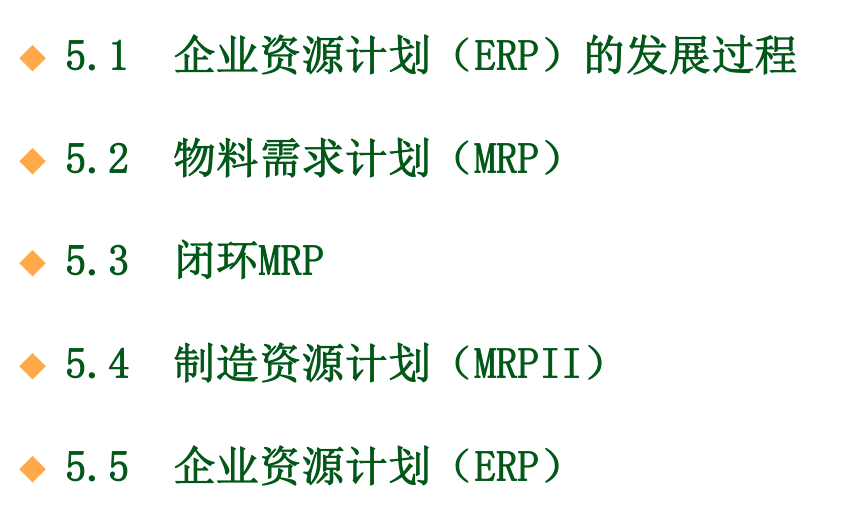 5.1 企业资源计划（ERP）的发展过程
5.2 物料需求计划（MRP）
5.3 闭环MRP
5.4 制造资源计划（MRPII）
5.5 企业资源计划（ERP）